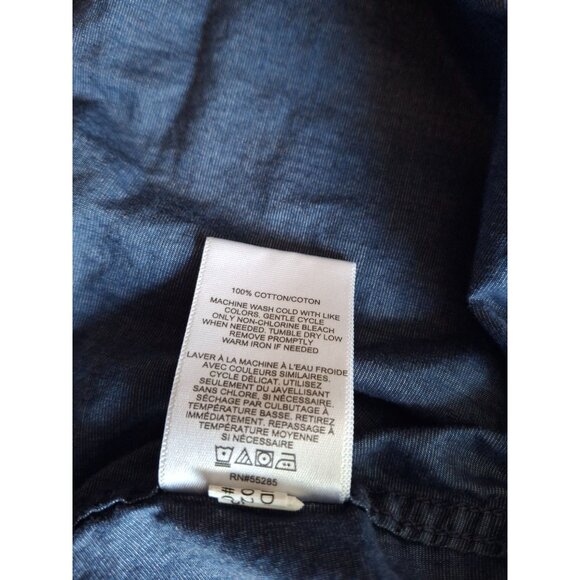 100% COTTON/COTON
MACHINE WASH COLD WITH LIKE
COLORS. GENTLE CYCLE
ONLY NON-CHLORINE BLEACH
WHEN NEEDED. TUMBLE DRY LOW
REMOVE PROMPTLY
WARM IRON IF NEEDED
LAVER À LA MACHINE À L'EAU FROIDE
AVEC COULEURS SIMILAIRES.
CYCLE DÉLICAT. UTILISEZ
SEULEMENT DU JAVELLISANT
SANS CHLORE, SI NÉCESSAIRE.
SÉCHAGE PAR CULBUTAGE À
TEMPÉRATURE BASSE. RETIREZ
IMMÉDIATEMENT. REPASSAGE À
TEMPÉRATURE MOYENNE
SI NÉCESSAIRE
RN#55285